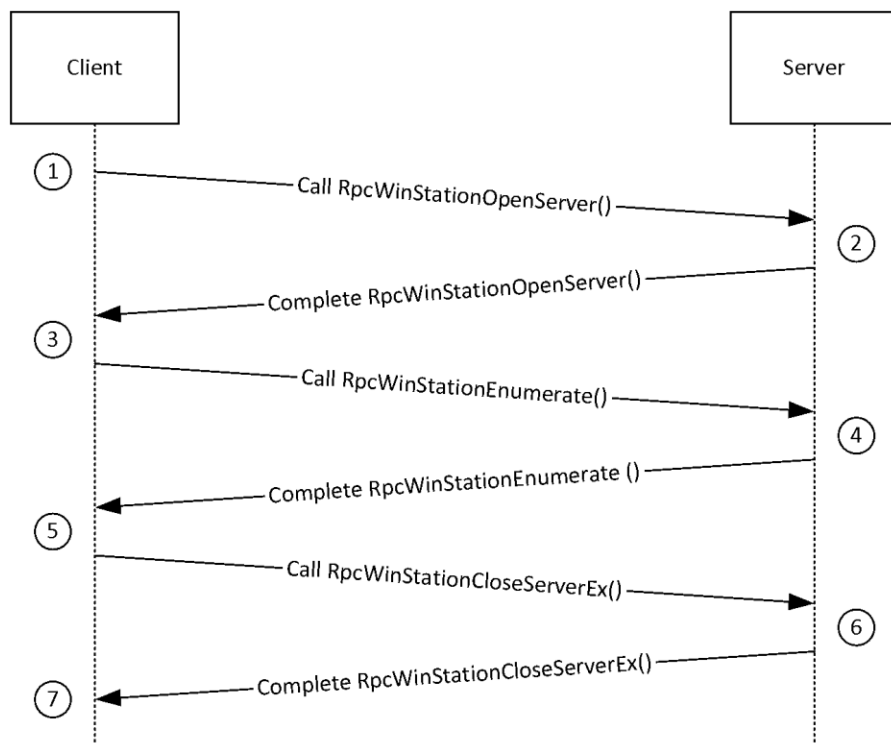 Client
Server
1
Call RpcWinStationOpenServer()
2
Complete RpcWinStationOpenServer()
3
Call RpcWinStationEnumerate()
4
Complete RpcWinStationEnumerate ()
5
Call RpcWinStationCloseServerEx()
6
Complete RpcWinStationCloseServerEx()
7